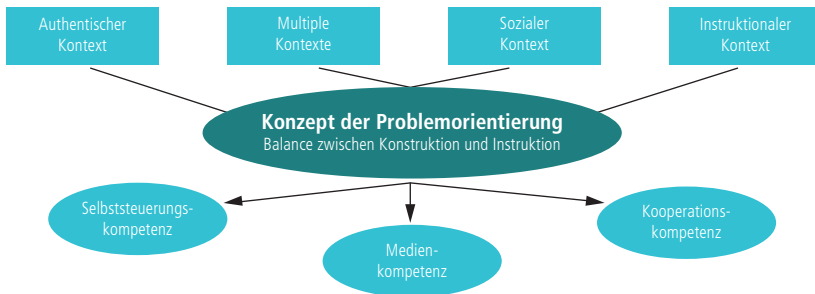 Authentischer
Kontext
Multiple
Kontexte
Sozialer
Kontext
Instruktionaler
Kontext
Konzept der Problemorientierung
Balance zwischen Konstruktion und Instruktion
Selbststeuerungs-
kompetenz
Medien-
kompetenz
Kooperations-
kompetenz